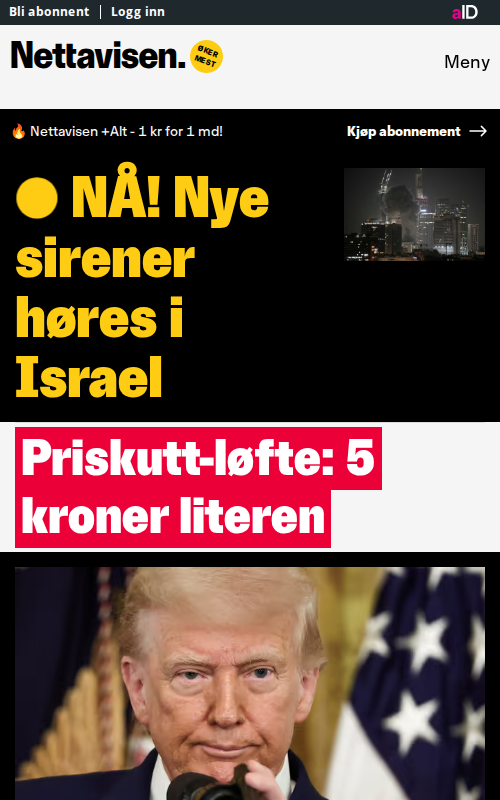 Bli abonnent | Logg inn
aID
Nettavisen.
ØKER
MEST
Meny
🔥 Nettavisen +Alt - 1 kr for 1 md!
Kjøp abonnement →
NÅ! Nye
sirener
høres i
Israel
Priskutt-løfte: 5
kroner literen